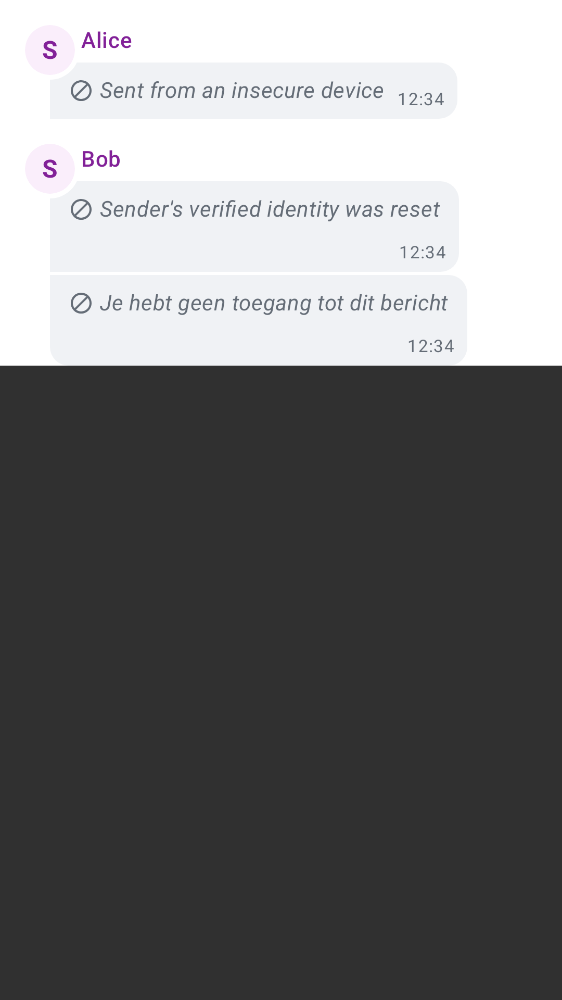 S
Alice
Sent from an insecure device 12:34
S
Bob
Sender's verified identity was reset
12:34
Je hebt geen toegang tot dit bericht
12:34